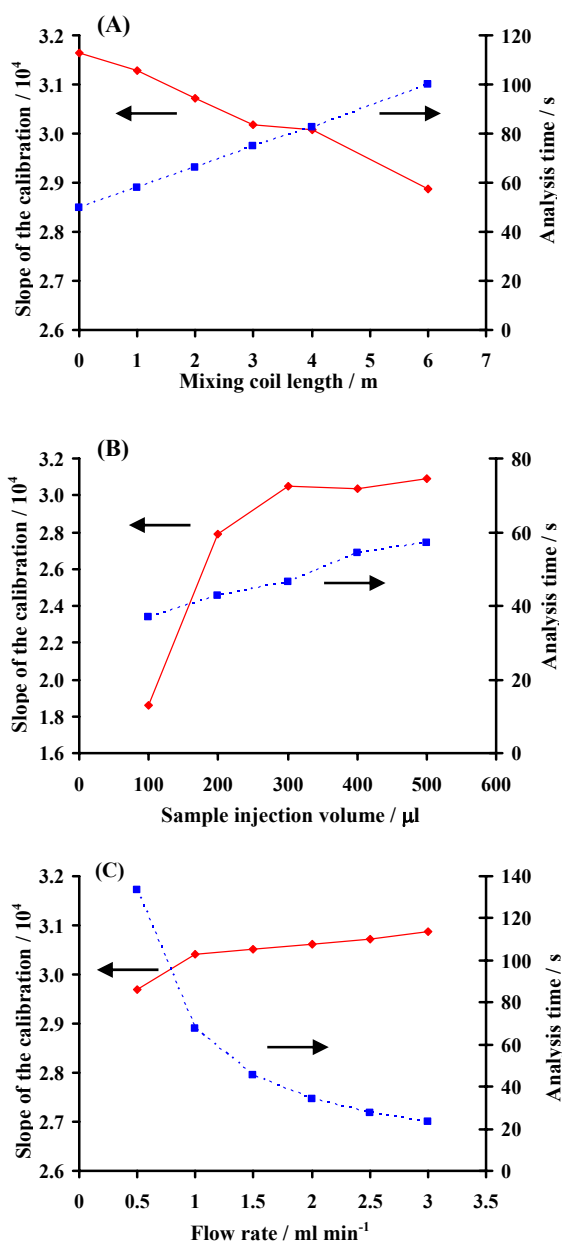 (A)
Slope of the calibration / 10⁴
3.2
3.1
3.0
2.9
2.8
2.7
2.6
120
100
80
60
40
20
0
Analysis time / s
0 1 2 3 4 5 6 7
Mixing coil length / m
(B)
Slope of the calibration / 10⁴
3.2
3.0
2.8
2.6
2.4
2.2
2.0
1.8
1.6
80
60
40
20
0
Analysis time / s
0 100 200 300 400 500 600
Sample injection volume / μl
(C)
Slope of the calibration / 10⁴
3.2
3.1
3.0
2.9
2.8
2.7
2.6
140
120
100
80
60
40
20
0
Analysis time / s
0 0.5 1 1.5 2 2.5 3 3.5
Flow rate / ml min⁻¹